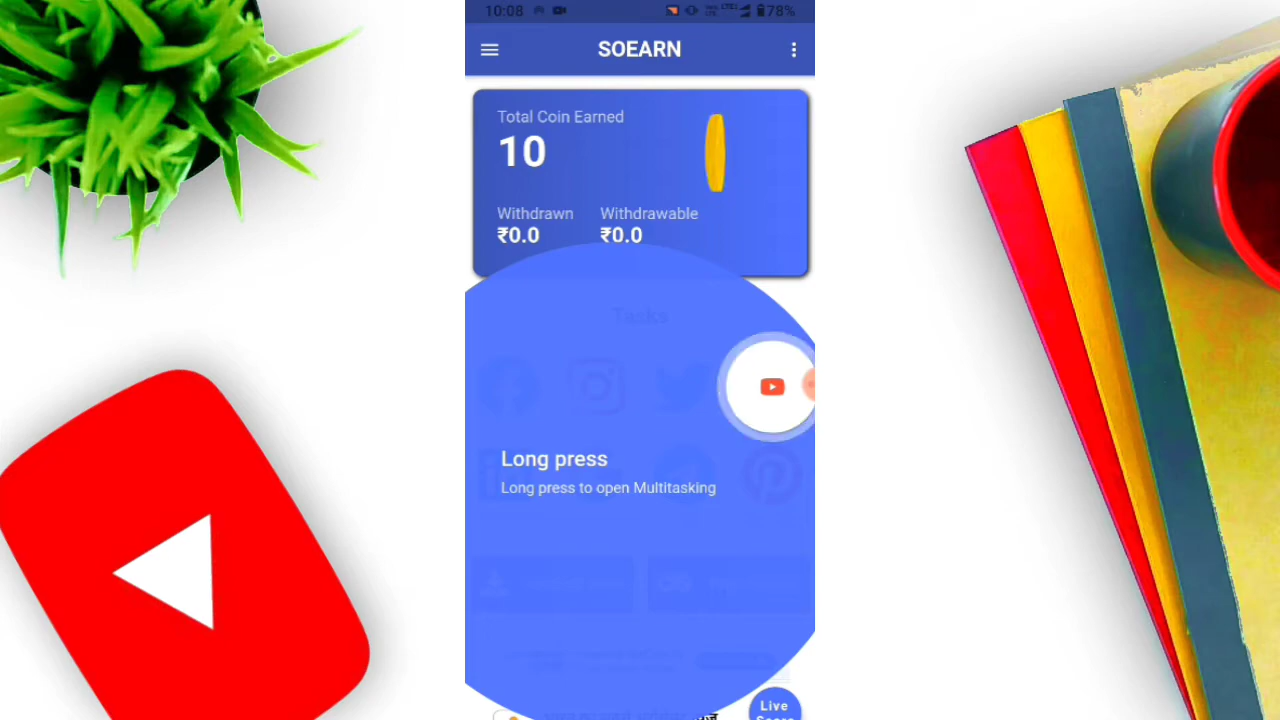 10:08
78%
SOEARN
Total Coin Earned
10
Withdrawn Withdrawable
₹0.0 ₹0.0
Tasks
Long press
Long press to open Multitasking
Live